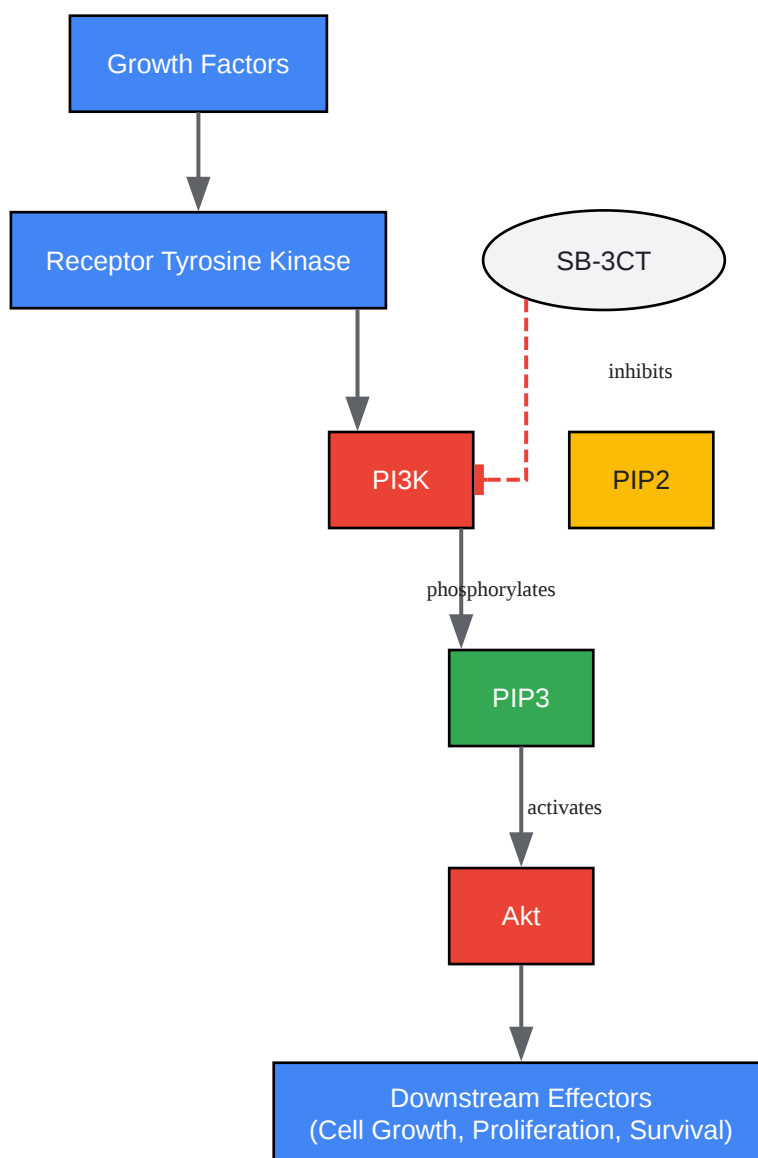 Growth Factors
Receptor Tyrosine Kinase
SB-3CT
inhibits
PI3K
PIP2
phosphorylates
PIP3
activates
Akt
Downstream Effectors
(Cell Growth, Proliferation, Survival)